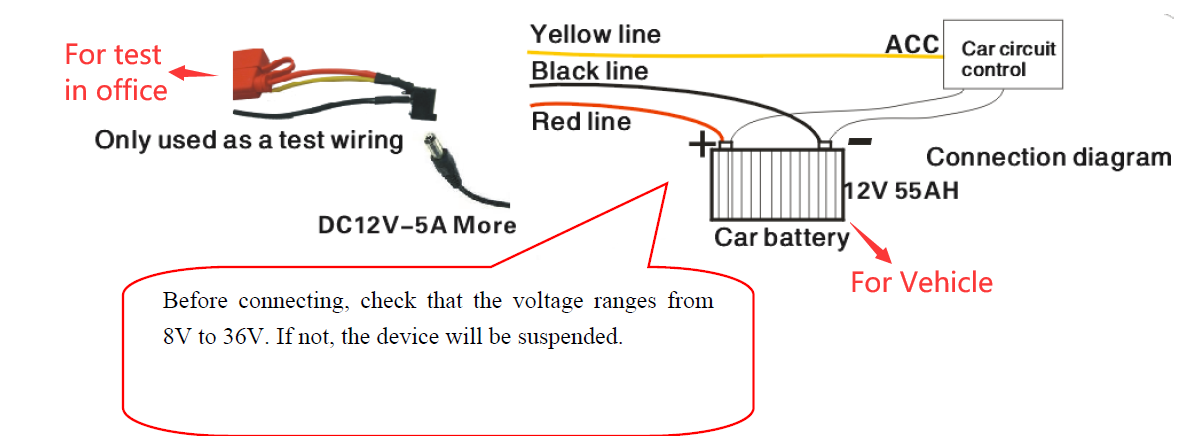 For test
in office
Only used as a test wiring
DC12V-5A More
Yellow line
Black line
Red line
ACC
Car circuit
control
+
-
Connection diagram
12V 55AH
Car battery
For Vehicle
Before connecting, check that the voltage ranges from
8V to 36V. If not, the device will be suspended.